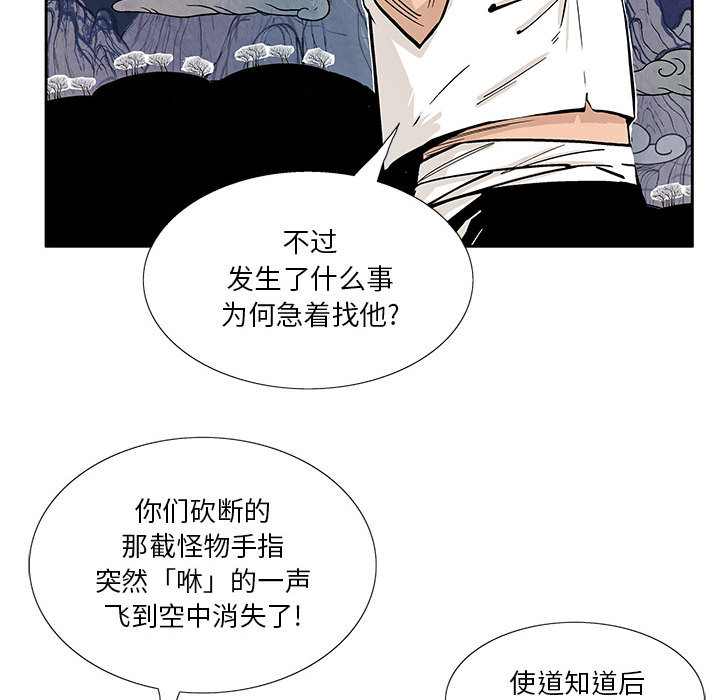 不过
发生了什么事
为何急着找他?
你们砍断的
那截怪物手指
突然「咻」的一声
飞到空中消失了!
使道知道后